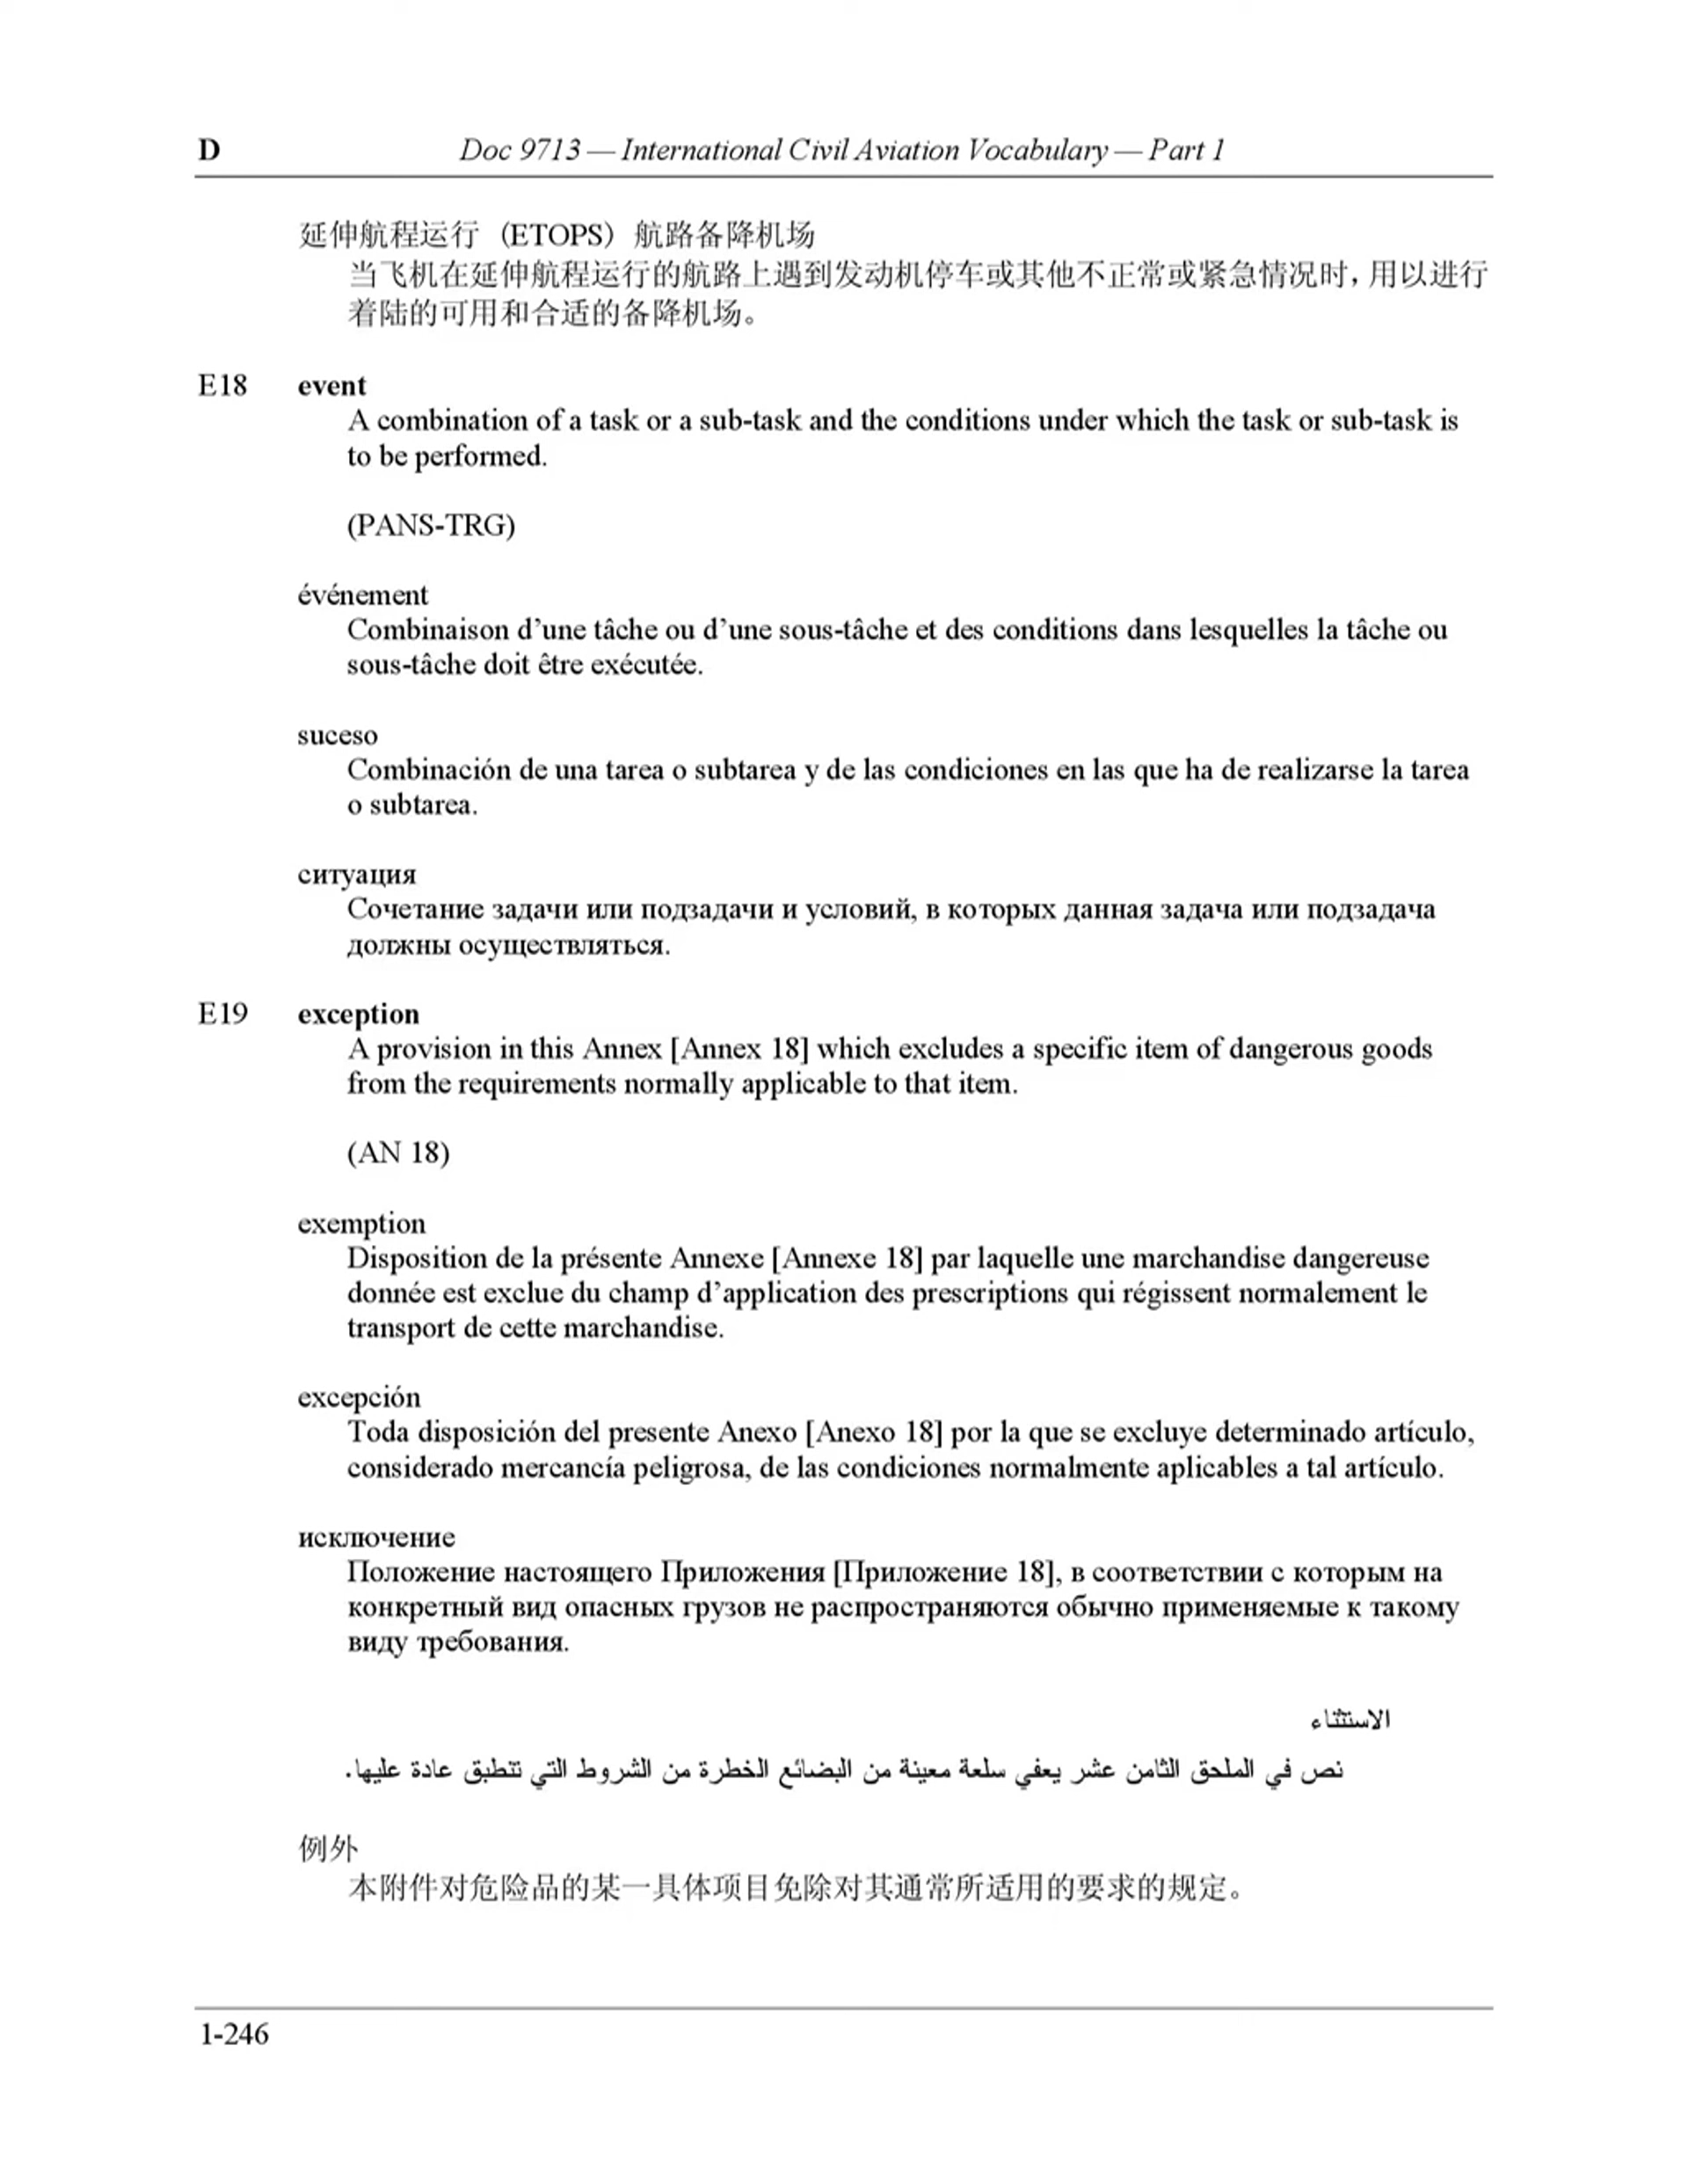 D Doc 9713 — International Civil Aviation Vocabulary — Part 1
延伸航程运行 (ETOPS) 航路备降机场
当飞机在延伸航程运行的航路上遇到发动机停车或其他不正常或紧急情况时，用以进行
着陆的可用和合适的备降机场。
E18 event
A combination of a task or a sub-task and the conditions under which the task or sub-task is
to be performed.
(PANS-TRG)
événement
Combinaison d’une tâche ou d’une sous-tâche et des conditions dans lesquelles la tâche ou
sous-tâche doit être exécutée.
suceso
Combinación de una tarea o subtarea y de las condiciones en las que ha de realizarse la tarea
o subtarea.
ситуация
Сочетание задачи или подзадачи и условий, в которых данная задача или подзадача
должны осуществляться.
E19 exception
A provision in this Annex [Annex 18] which excludes a specific item of dangerous goods
from the requirements normally applicable to that item.
(AN 18)
exemption
Disposition de la présente Annexe [Annexe 18] par laquelle une marchandise dangereuse
donnée est exclue du champ d’application des prescriptions qui régissent normalement le
transport de cette marchandise.
excepción
Toda disposición del presente Anexo [Anexo 18] por la que se excluye determinado artículo,
considerado mercancía peligrosa, de las condiciones normalmente aplicables a tal artículo.
исключение
Положение настоящего Приложения [Приложение 18], в соответствии с которым на
конкретный вид опасных грузов не распространяются обычно применяемые к такому
виду требования.
الاستثناء
نص في الملحق الثامن عشر يعفي سلعة معينة من البضائع الخطرة من الشروط التي تنطبق عادة عليها.
例外
本附件对危险品的某一具体项目免除对其通常所适用的要求的规定。
1-246